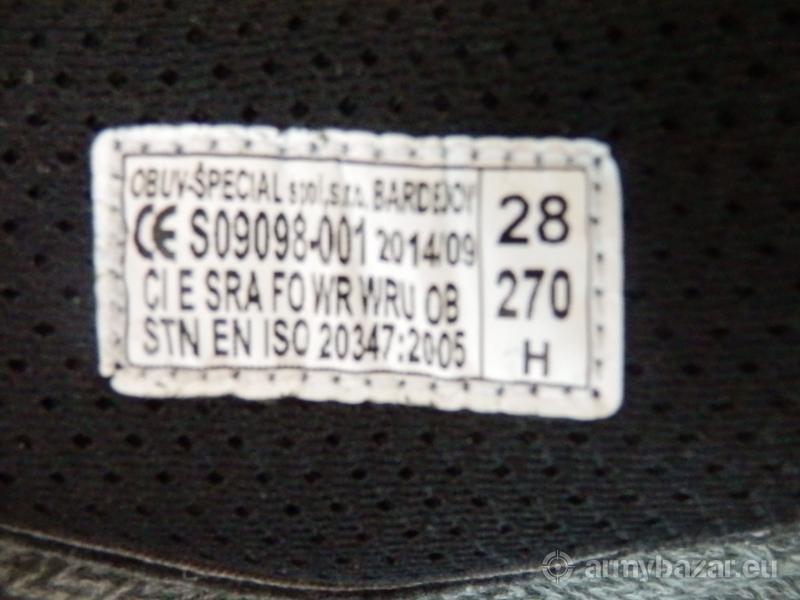 OBUV-ŠPECIAL spol.s.r.o. BARDEJOV
CE S09098-001 2014/09
CI E SRA FO WR WRU OB
STN EN ISO 20347:2005
28
270
H
armybazar.eu